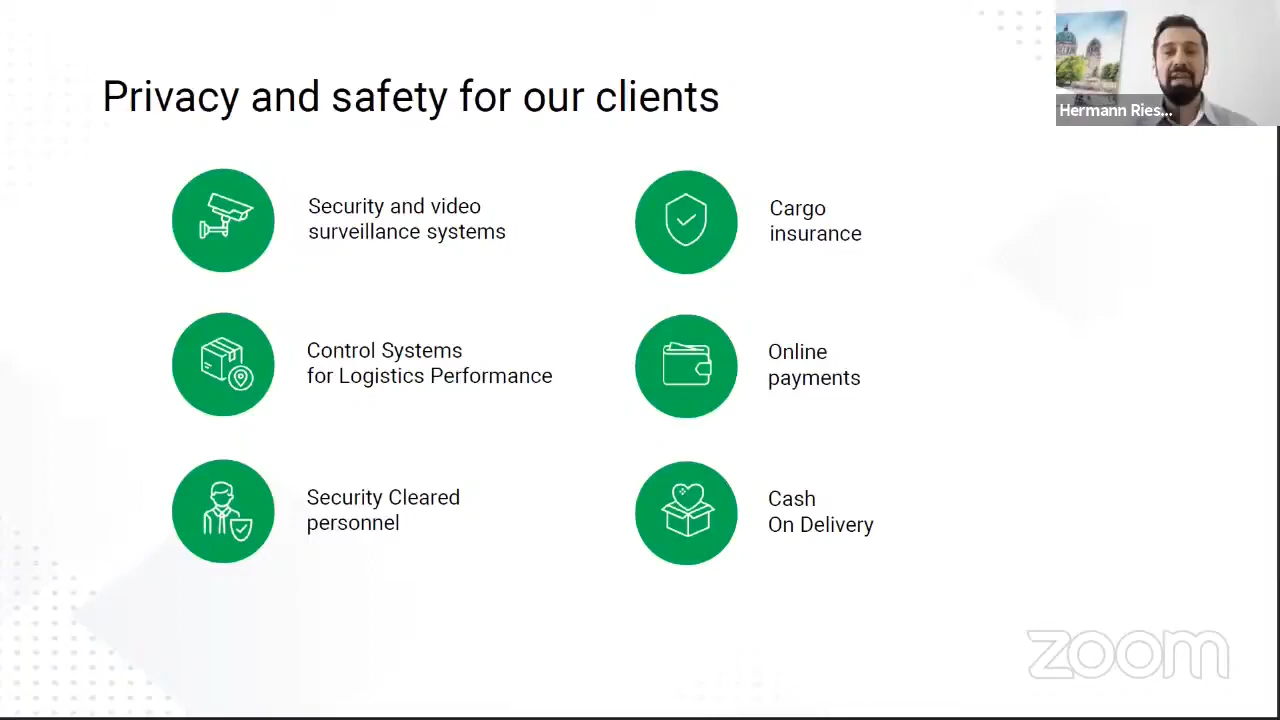 Privacy and safety for our clients
Hermann Ries...
Security and video
surveillance systems
Cargo
insurance
Control Systems
for Logistics Performance
Online
payments
Security Cleared
personnel
Cash
On Delivery
zoom